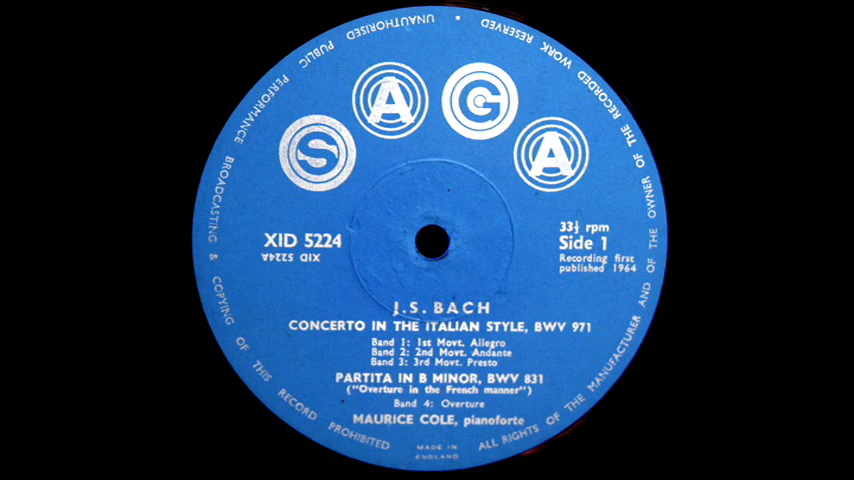 ALL RIGHTS OF THE MANUFACTURER AND OF THE OWNER OF THE RECORDED WORK RESERVED • UNAUTHORISED PUBLIC PERFORMANCE BROADCASTING & COPYING OF THIS RECORD PROHIBITED
SAGA
XID 5224
XID 5224A
33⅓ rpm
Side 1
Recording first
published 1964
J.S. BACH
CONCERTO IN THE ITALIAN STYLE, BWV 971
Band 1: 1st Movt. Allegro
Band 2: 2nd Movt. Andante
Band 3: 3rd Movt. Presto
PARTITA IN B MINOR, BWV 831
("Overture in the French manner")
Band 4: Overture
MAURICE COLE, pianoforte
MADE IN
ENGLAND